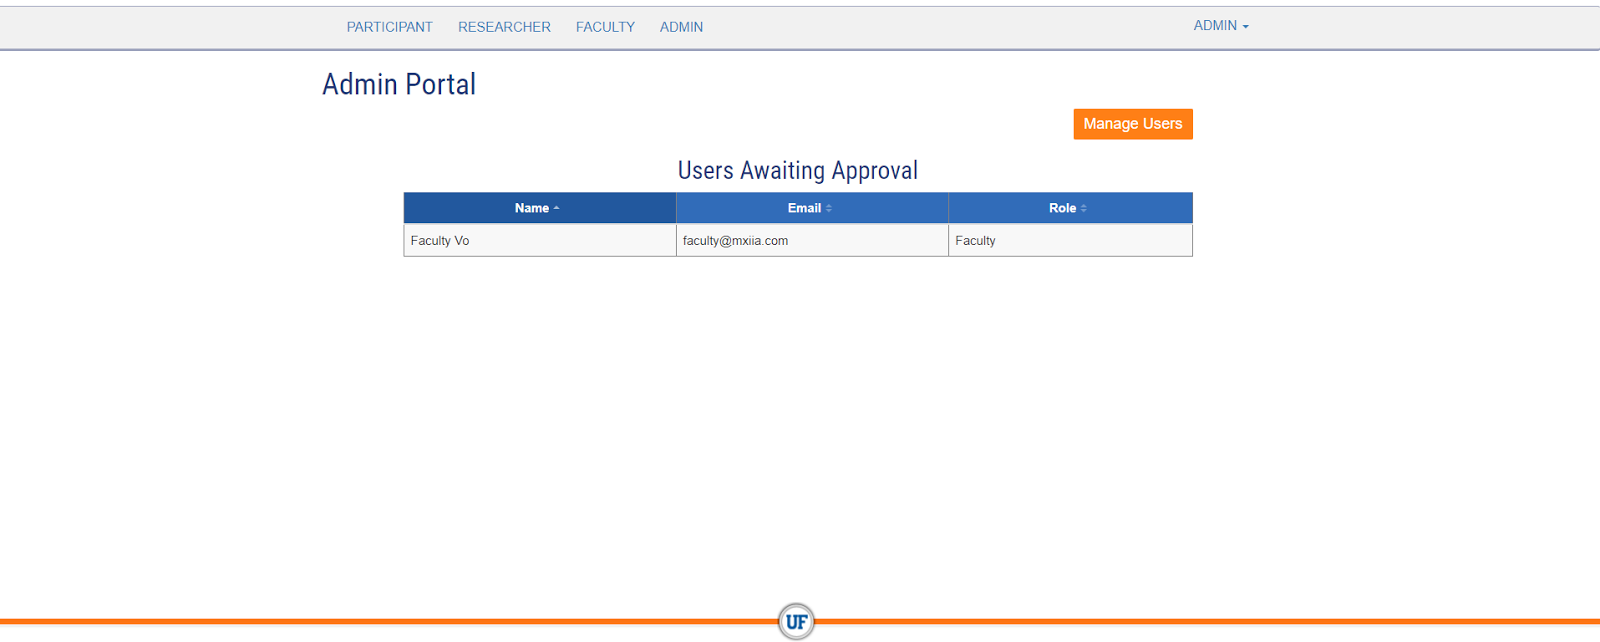 PARTICIPANT RESEARCHER FACULTY ADMIN ADMIN
Admin Portal
Manage Users
Users Awaiting Approval
Name Email Role
Faculty Vo faculty@mxiia.com Faculty
UF